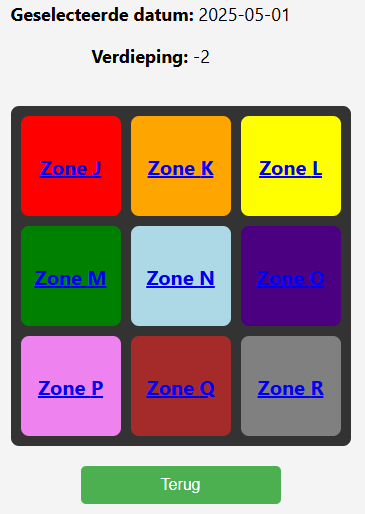 Geselecteerde datum: 2025-05-01
Verdieping: -2
Zone J
Zone K
Zone L
Zone M
Zone N
Zone O
Zone P
Zone Q
Zone R
Terug